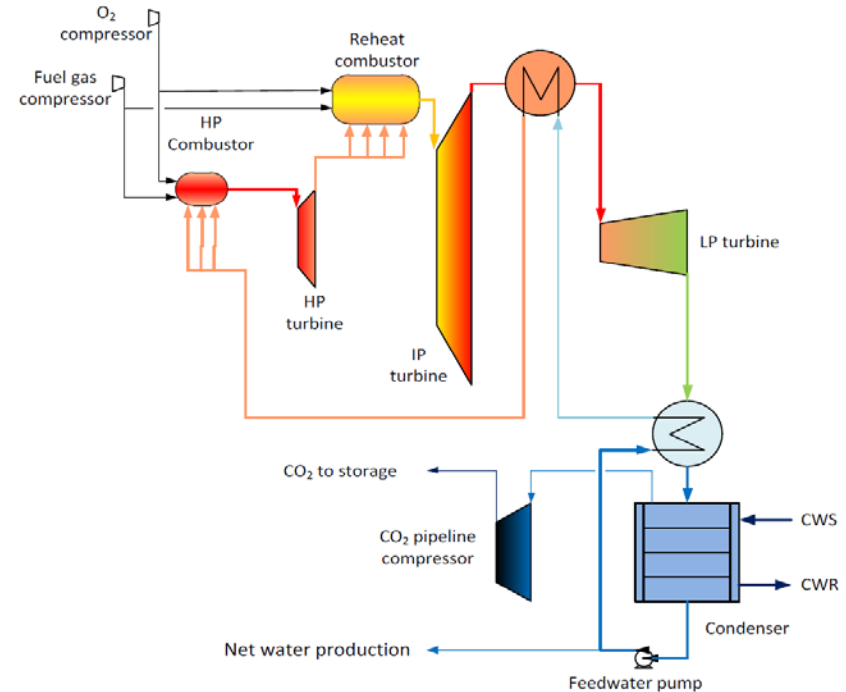 O₂
compressor
Fuel gas
compressor
HP
Combustor
Reheat
combustor
HP
turbine
IP
turbine
LP turbine
CO₂ to storage
CO₂ pipeline
compressor
CWS
CWR
Condenser
Net water production
Feedwater pump